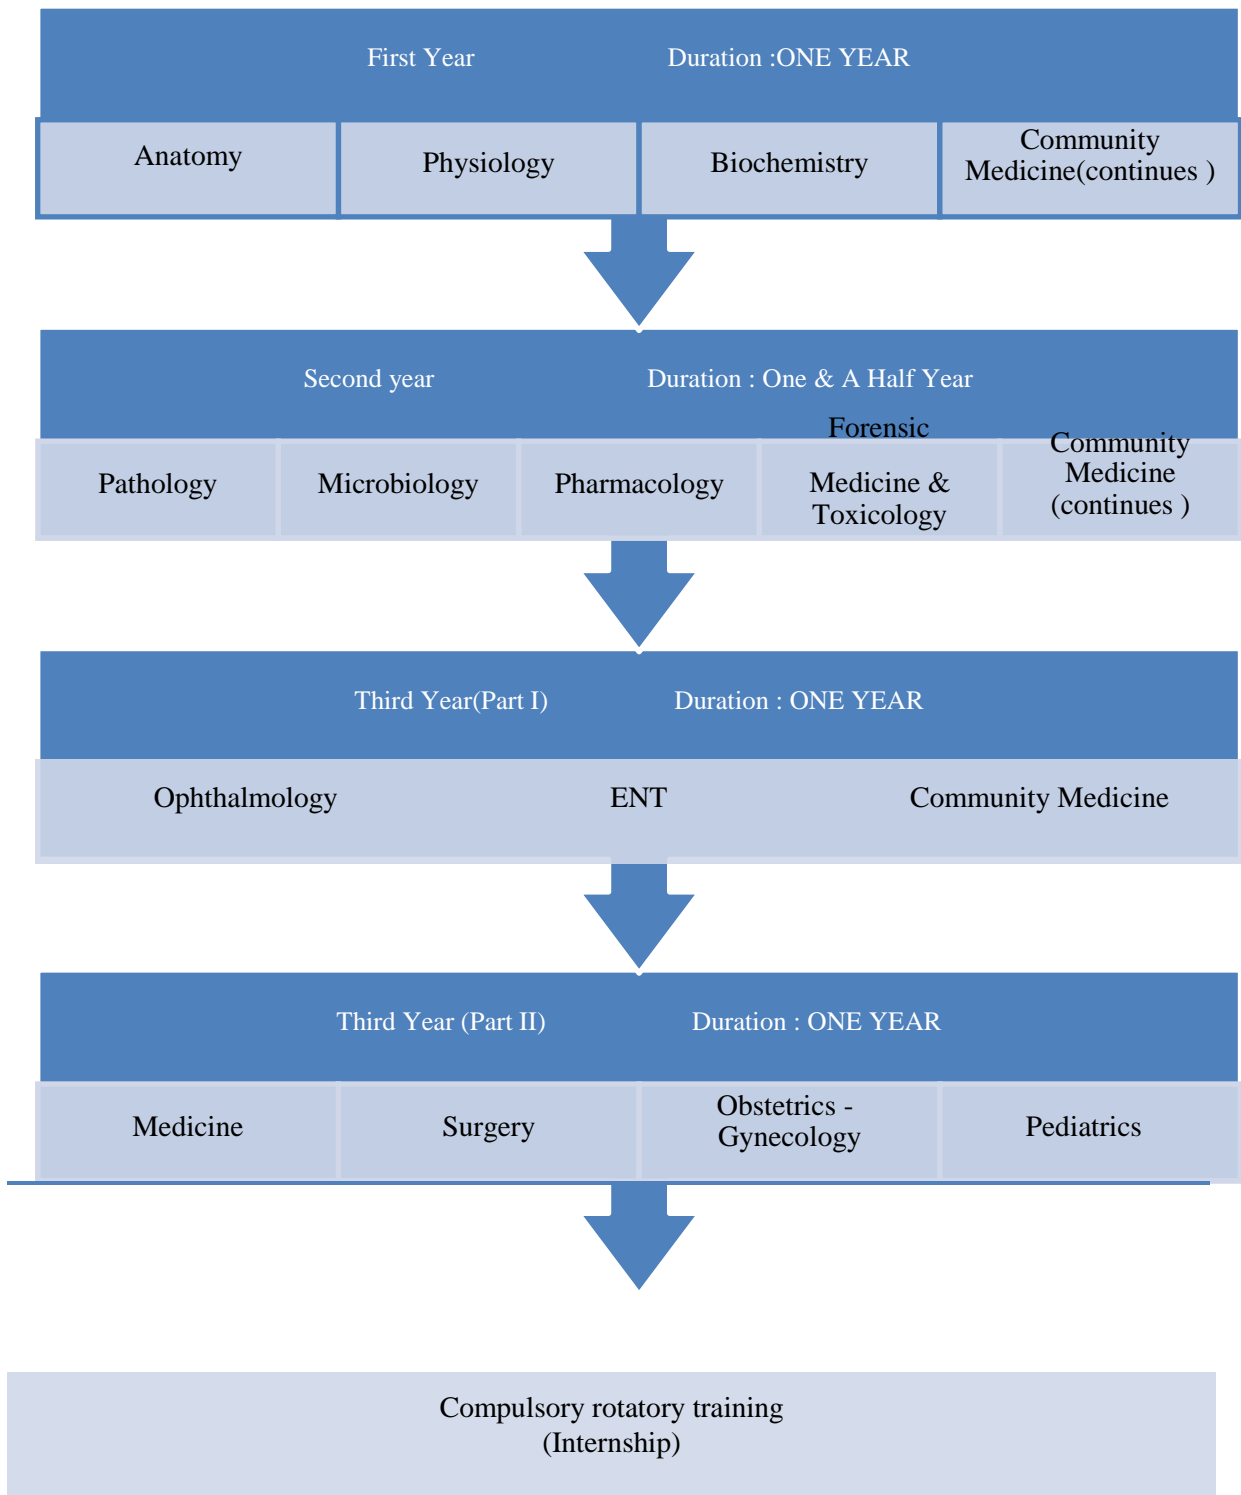 First Year Duration :ONE YEAR
Anatomy
Physiology
Biochemistry
Community
Medicine(continues )
Second year Duration : One & A Half Year
Pathology
Microbiology
Pharmacology
Forensic
Medicine &
Toxicology
Community
Medicine
(continues )
Third Year(Part I) Duration : ONE YEAR
Ophthalmology ENT Community Medicine
Third Year (Part II) Duration : ONE YEAR
Medicine
Surgery
Obstetrics -
Gynecology
Pediatrics
Compulsory rotatory training
(Internship)